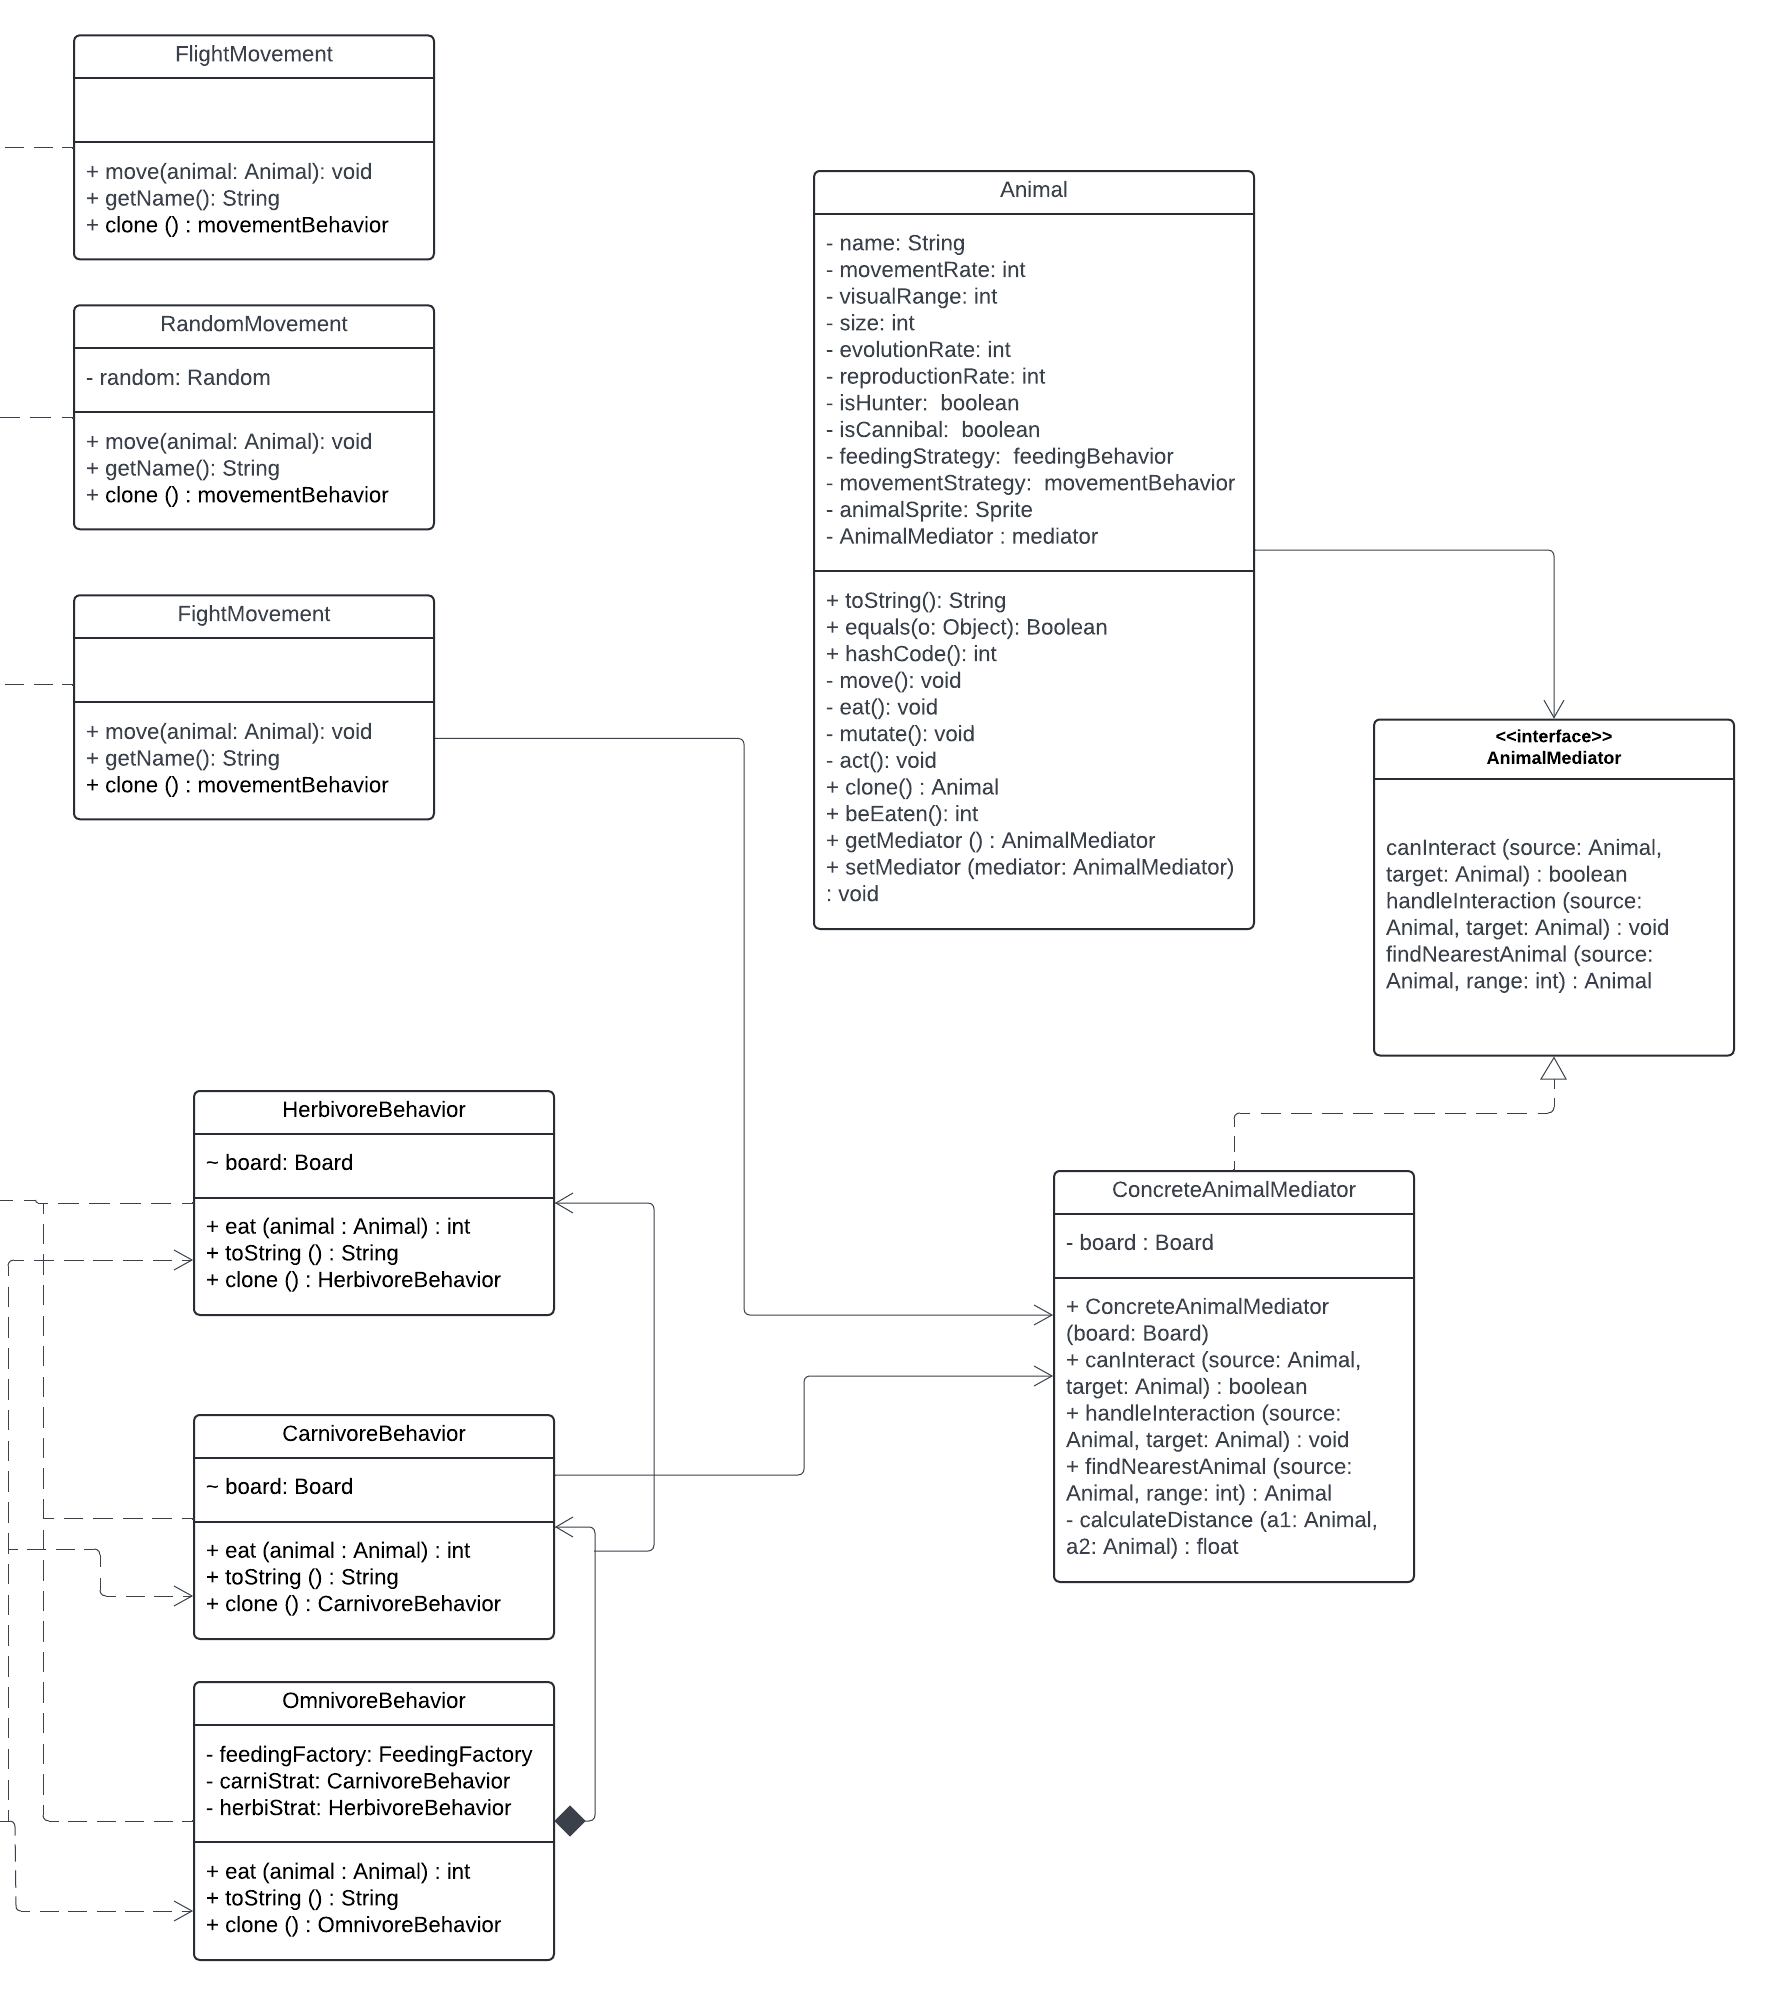 FlightMovement
+ move(animal: Animal): void
+ getName(): String
+ clone () : movementBehavior
RandomMovement
- random: Random
+ move(animal: Animal): void
+ getName(): String
+ clone () : movementBehavior
FightMovement
+ move(animal: Animal): void
+ getName(): String
+ clone () : movementBehavior
Animal
- name: String
- movementRate: int
- visualRange: int
- size: int
- evolutionRate: int
- reproductionRate: int
- isHunter:  boolean
- isCannibal:  boolean
- feedingStrategy:  feedingBehavior
- movementStrategy:  movementBehavior
- animalSprite: Sprite
- AnimalMediator : mediator
+ toString(): String
+ equals(o: Object): Boolean
+ hashCode(): int
- move(): void
- eat(): void
- mutate(): void
- act(): void
+ clone() : Animal
+ beEaten(): int
+ getMediator () : AnimalMediator
+ setMediator (mediator: AnimalMediator)
: void
<<interface>>
AnimalMediator
canInteract (source: Animal,
target: Animal) : boolean
handleInteraction (source:
Animal, target: Animal) : void
findNearestAnimal (source:
Animal, range: int) : Animal
HerbivoreBehavior
~ board: Board
+ eat (animal : Animal) : int
+ toString () : String
+ clone () : HerbivoreBehavior
CarnivoreBehavior
~ board: Board
+ eat (animal : Animal) : int
+ toString () : String
+ clone () : CarnivoreBehavior
OmnivoreBehavior
- feedingFactory: FeedingFactory
- carniStrat: CarnivoreBehavior
- herbiStrat: HerbivoreBehavior
+ eat (animal : Animal) : int
+ toString () : String
+ clone () : OmnivoreBehavior
ConcreteAnimalMediator
- board : Board
+ ConcreteAnimalMediator
(board: Board)
+ canInteract (source: Animal,
target: Animal) : boolean
+ handleInteraction (source:
Animal, target: Animal) : void
+ findNearestAnimal (source:
Animal, range: int) : Animal
- calculateDistance (a1: Animal,
a2: Animal) : float